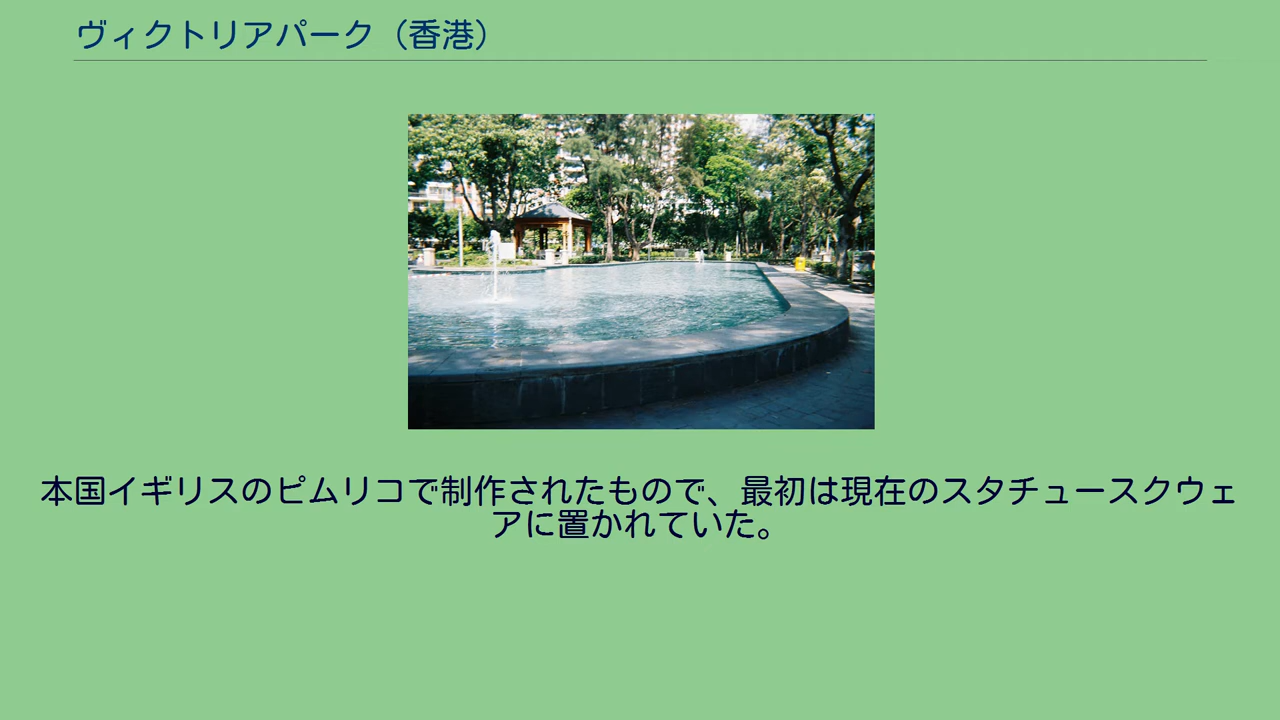 ヴィクトリアパーク（香港）
本国イギリスのピムリコで制作されたもので、最初は現在のスタチュースクウェ
アに置かれていた。